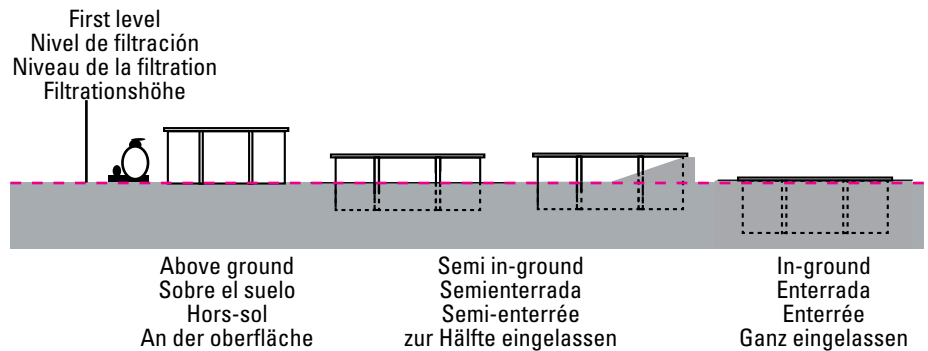 First level
Nivel de filtración
Niveau de la filtration
Filtrationshöhe
Above ground
Sobre el suelo
Hors-sol
An der oberfläche
Semi in-ground
Semienterrada
Semi-enterrée
zur Hälfte eingelassen
In-ground
Enterrada
Enterrée
Ganz eingelassen